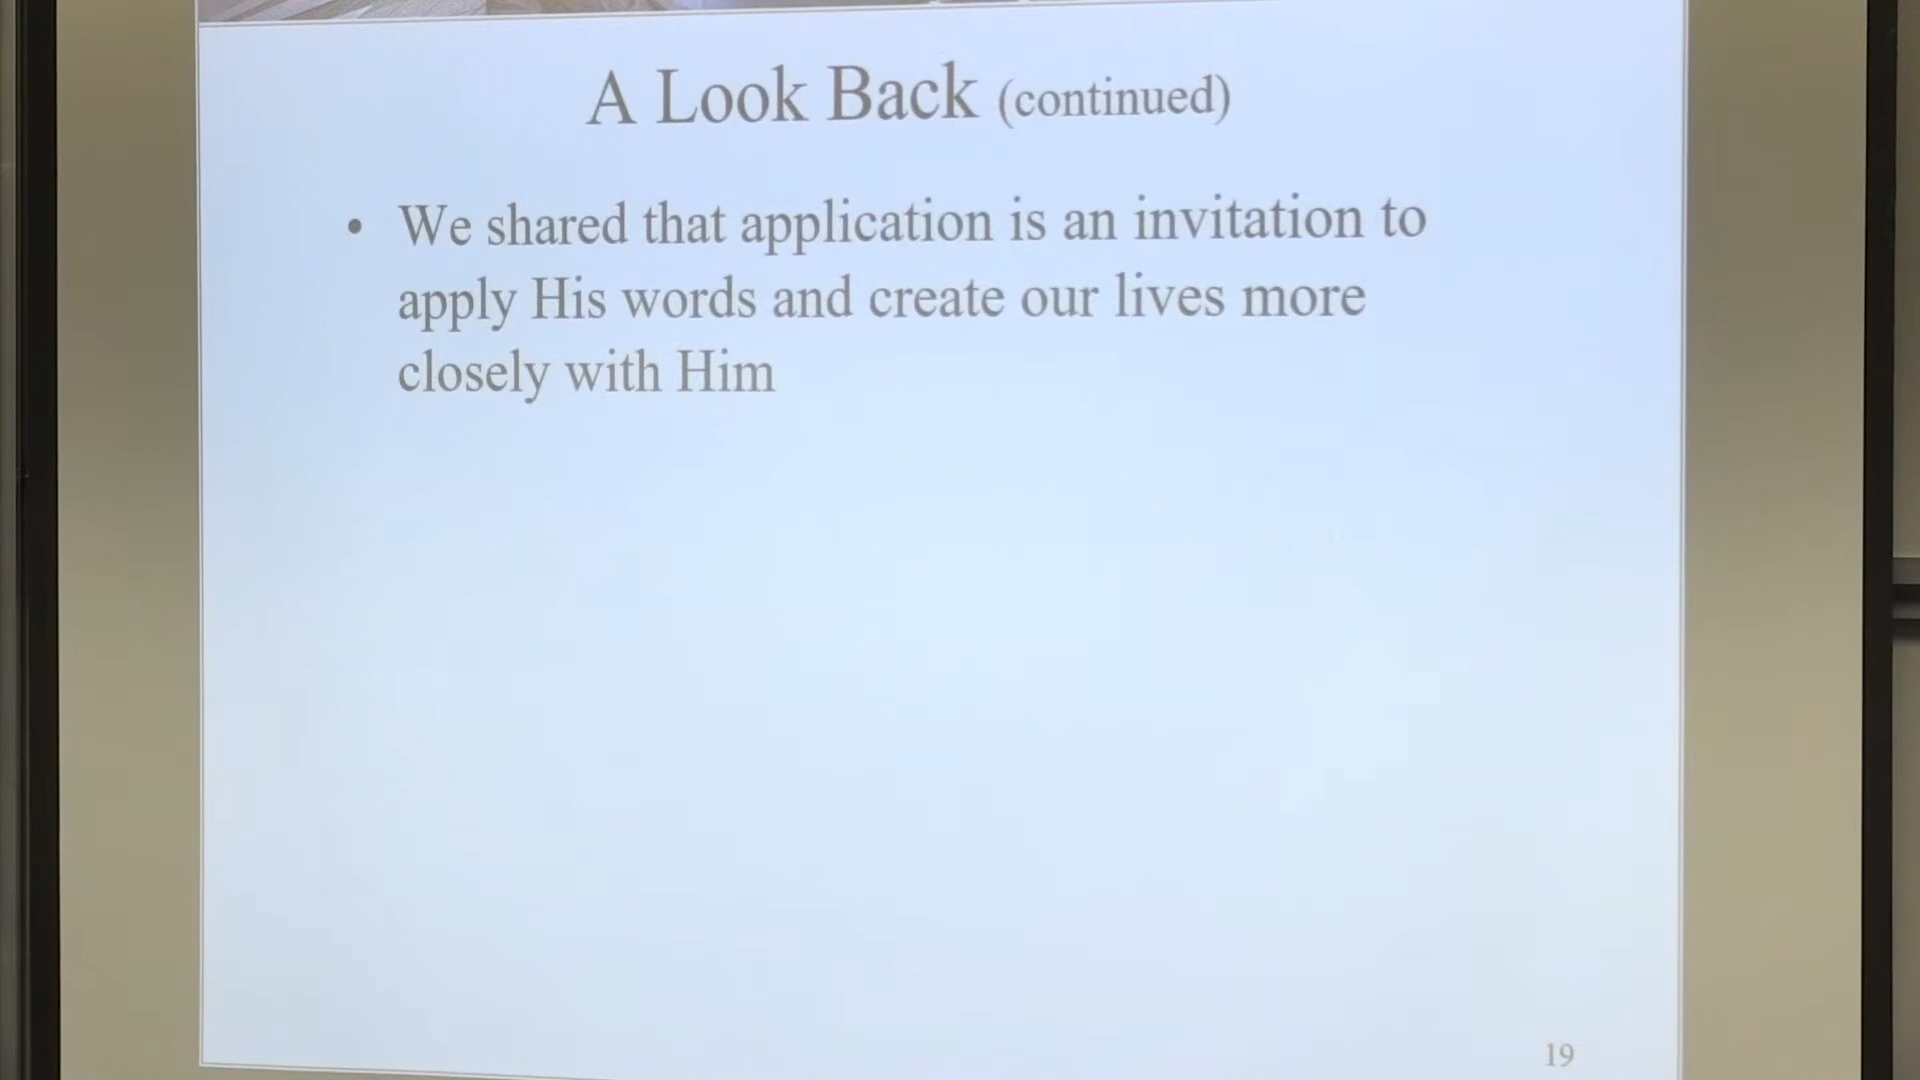 A Look Back (continued)
• We shared that application is an invitation to
apply His words and create our lives more
closely with Him
19